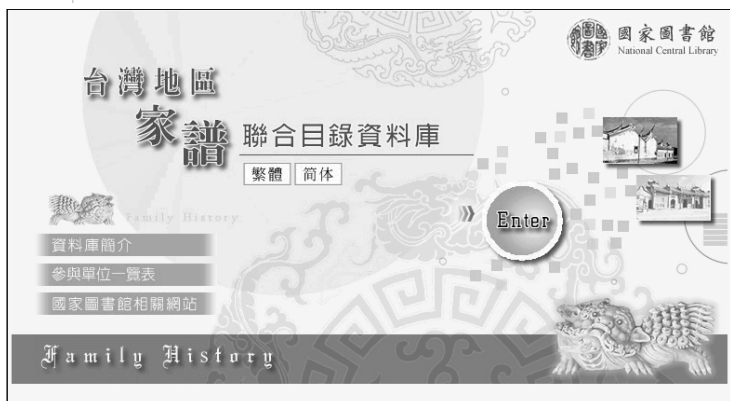 國家圖書館
National Central Library
台灣地區
家譜 聯合目錄資料庫
繁體 简体
Family History
Enter
資料庫簡介
參與單位一覽表
國家圖書館相關網站
Family History